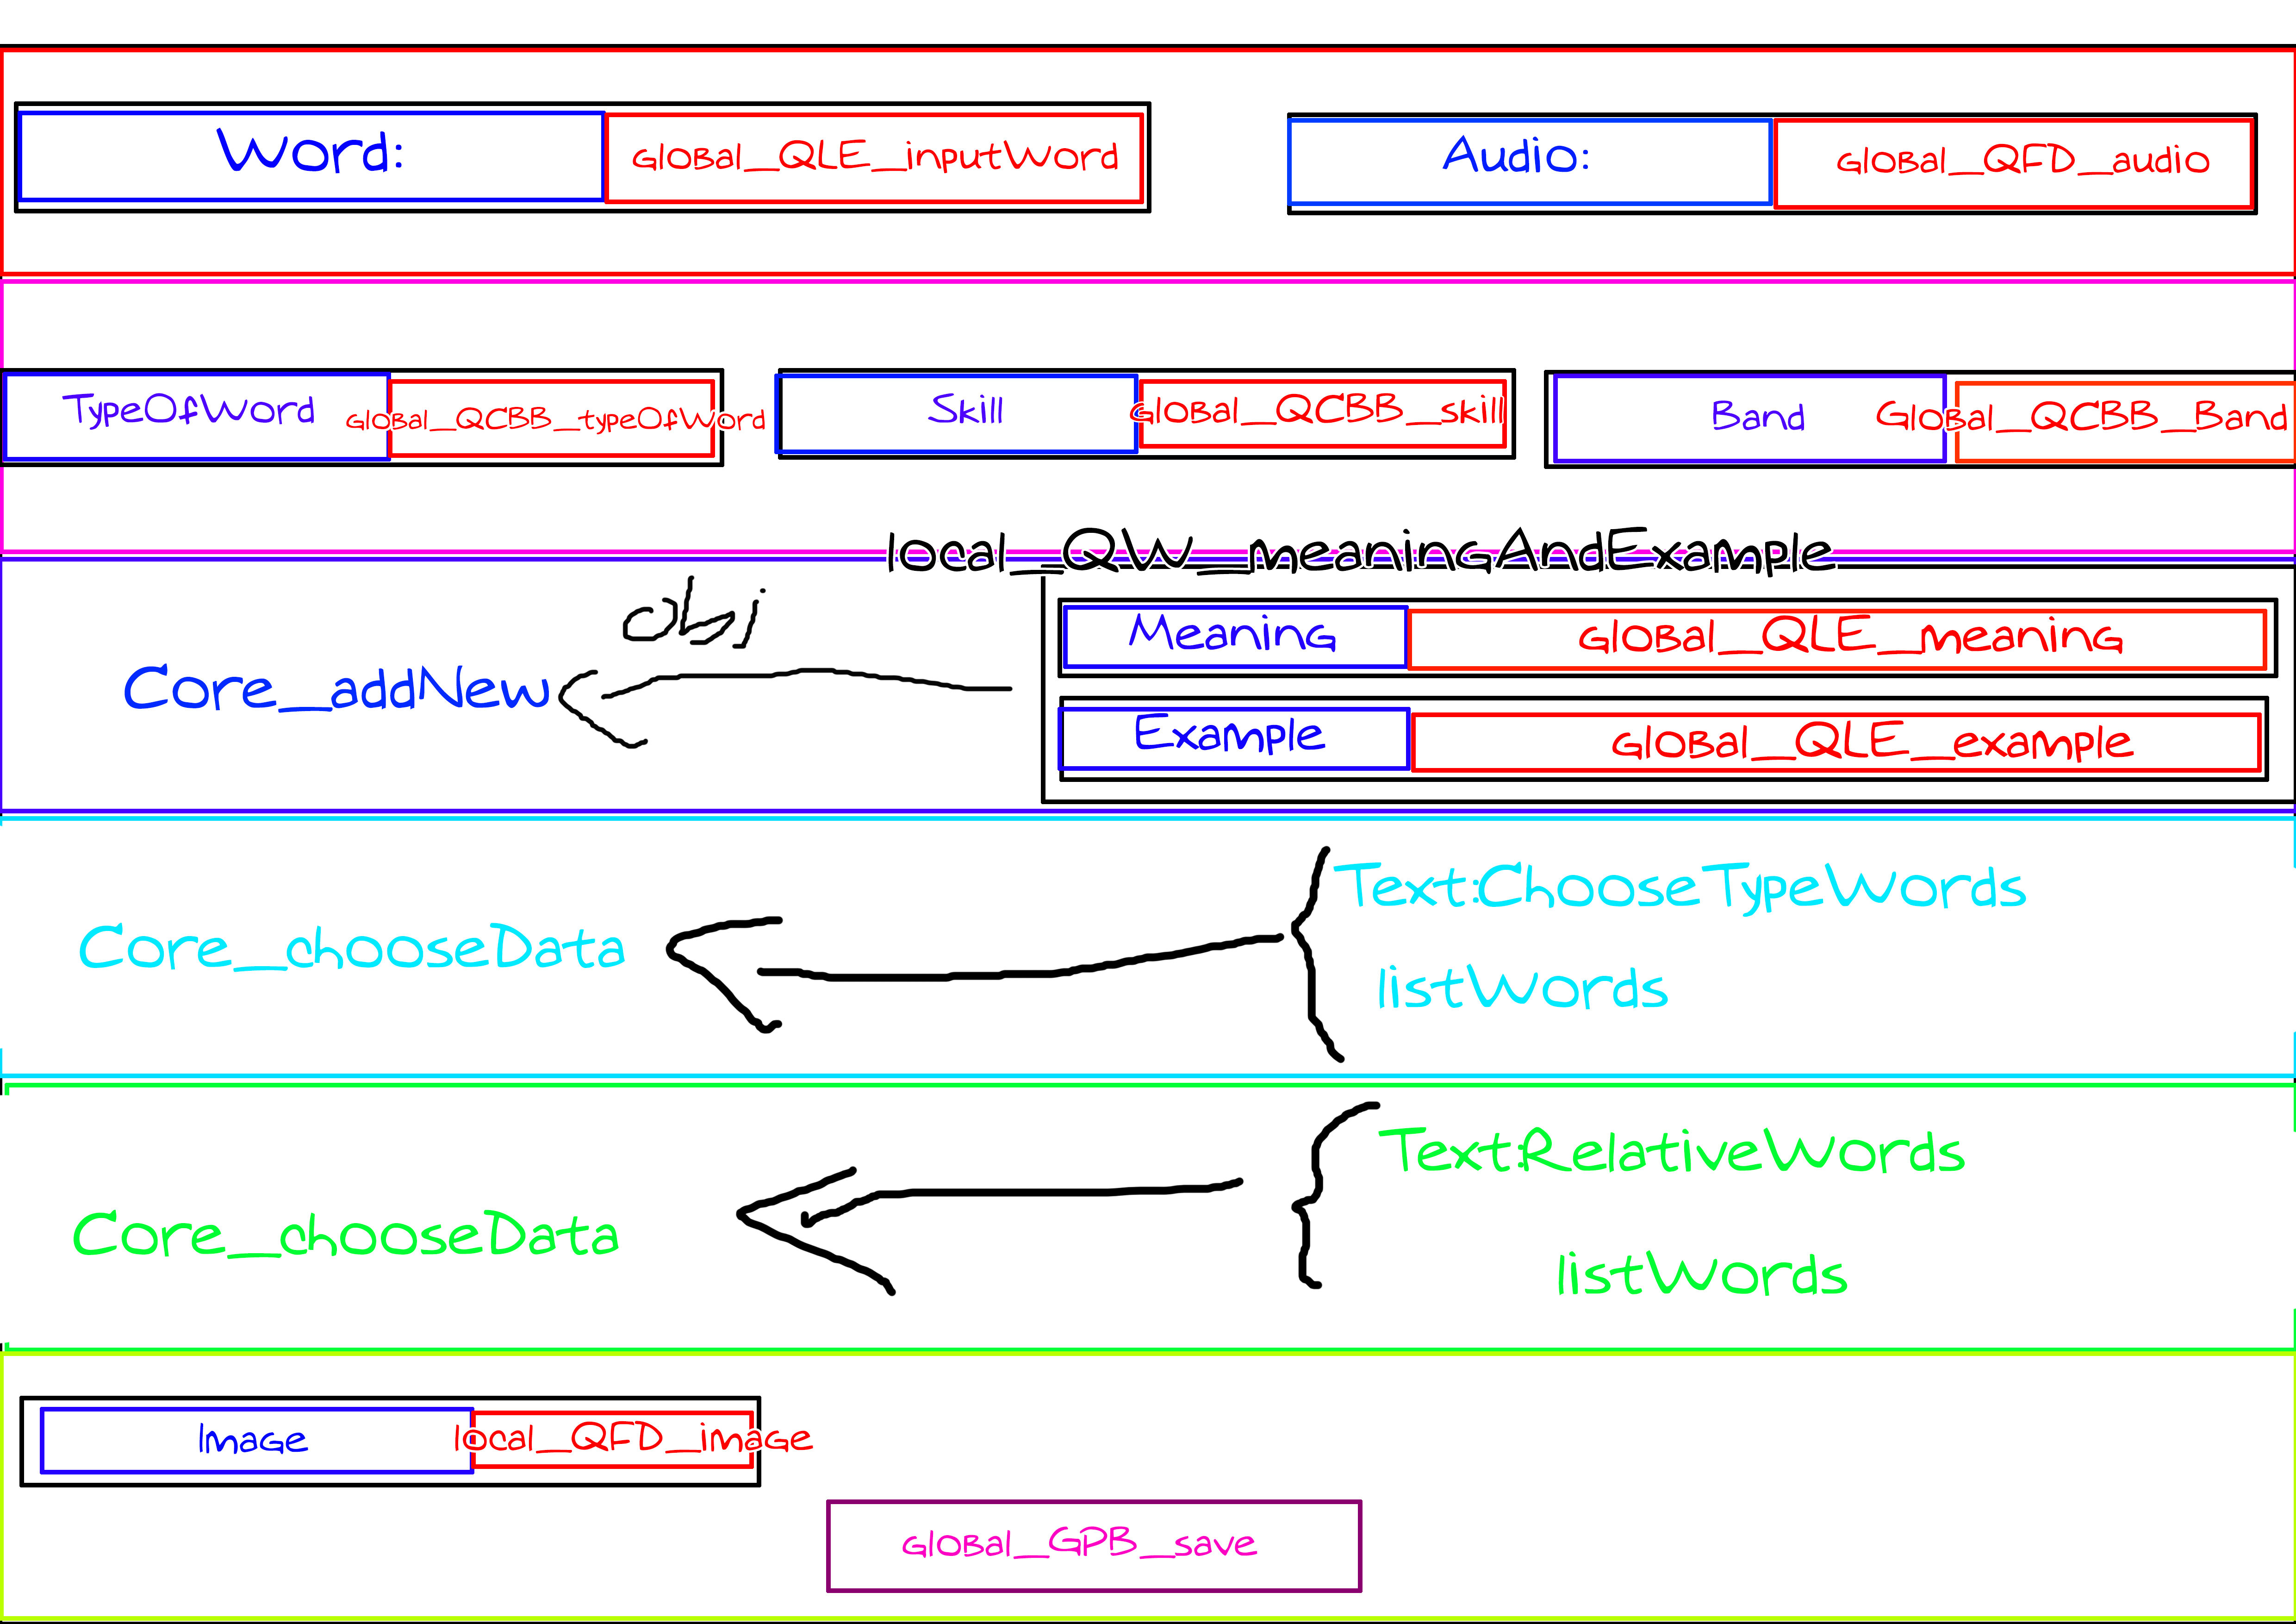 Word: global_QLE_inputWord Audio: global_QFD_audio
TypeOfWord global_QCBB_typeOfWord Skill global_QCBB_skill Band Global_QCBB_Band
local_QW_meaningAndExample
obj
Meaning global_QLE_meaning
Core_addNew
Example global_QLE_example
Text:ChooseTypeWords
Core_chooseData
listWords
Text:RelativeWords
Core_chooseData
listWords
Image local_QFD_image
global_GPB_save